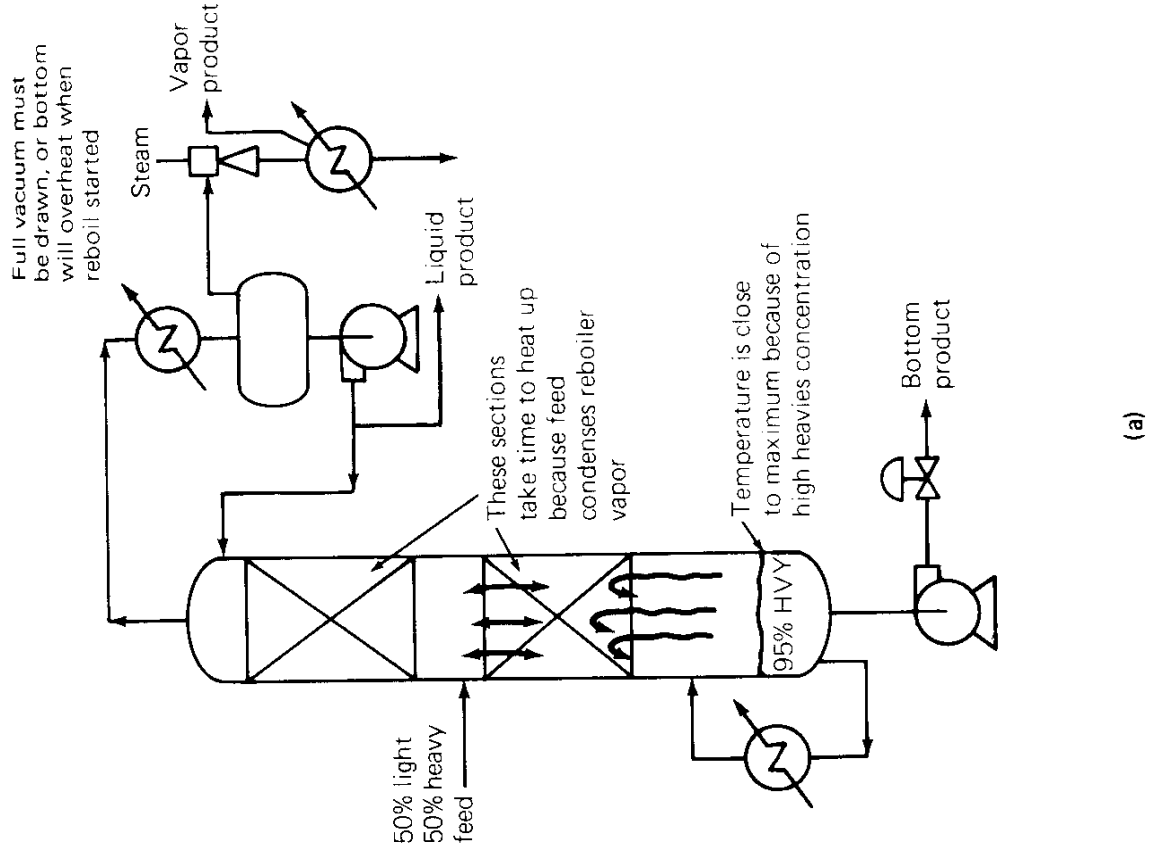 Full vacuum must
be drawn, or bottom
will overheat when
reboil started
Steam
Vapor
product
Liquid
product
These sections
take time to heat up
because feed
condenses reboiler
vapor
50% light
50% heavy
feed
Temperature is close
to maximum because of
high heavies concentration
95% HVY
Bottom
product
(a)